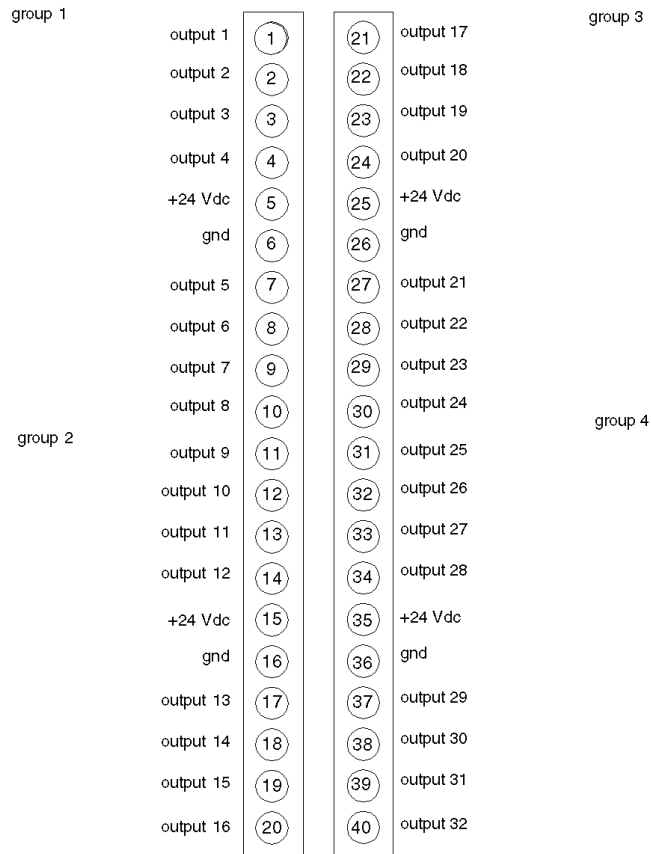 group 1
group 3
output 1 1 21 output 17
output 2 2 22 output 18
output 3 3 23 output 19
output 4 4 24 output 20
+24 Vdc 5 25 +24 Vdc
gnd 6 26 gnd
output 5 7 27 output 21
output 6 8 28 output 22
output 7 9 29 output 23
output 8 10 30 output 24
group 4
group 2
output 9 11 31 output 25
output 10 12 32 output 26
output 11 13 33 output 27
output 12 14 34 output 28
+24 Vdc 15 35 +24 Vdc
gnd 16 36 gnd
output 13 17 37 output 29
output 14 18 38 output 30
output 15 19 39 output 31
output 16 20 40 output 32